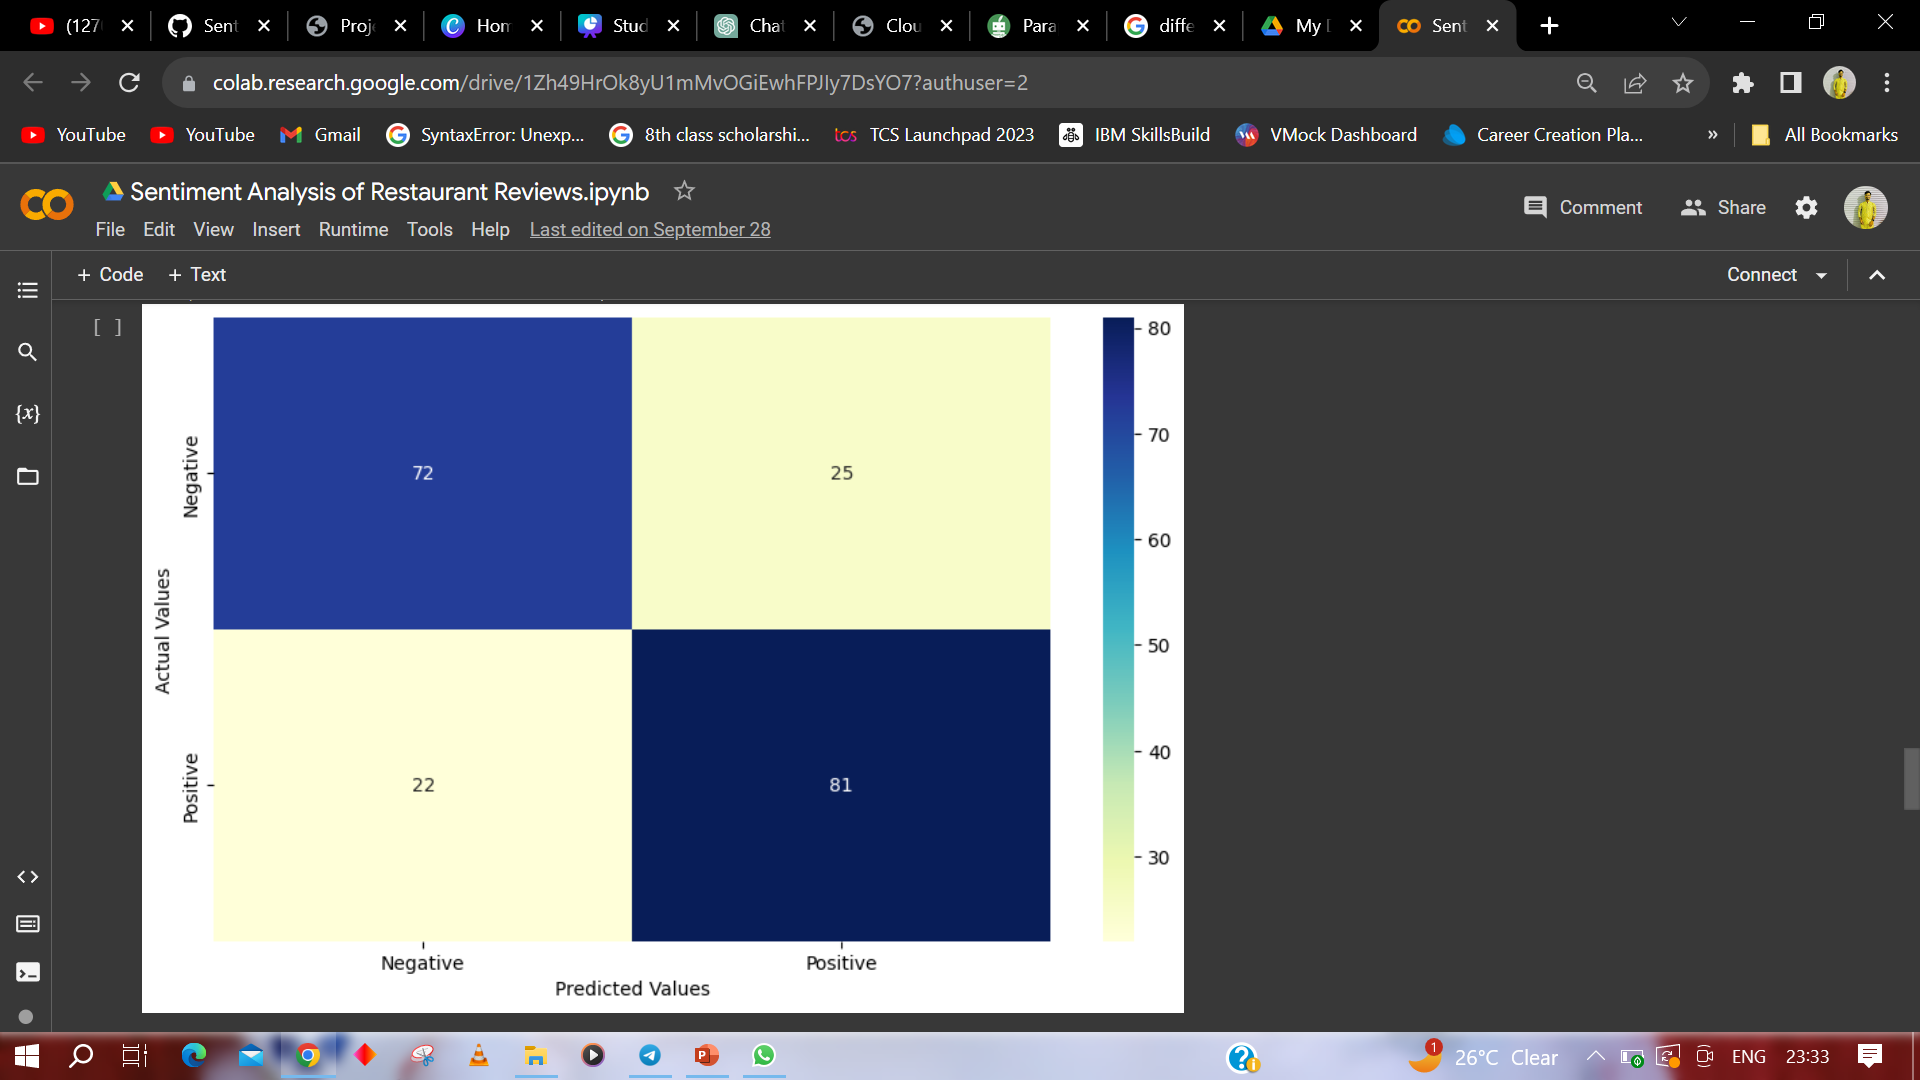 (127 Sent Proj Hom Stud Chat Clou Para diffe My D Sent
colab.research.google.com/drive/1Zh49HrOk8yU1mMvOGiEwhFPJIy7DsYO7?authuser=2
YouTube YouTube Gmail SyntaxError: Unexp... 8th class scholarshi... tcs TCS Launchpad 2023 IBM SkillsBuild VMock Dashboard Career Creation Pla... » All Bookmarks
Sentiment Analysis of Restaurant Reviews.ipynb
Comment Share
File Edit View Insert Runtime Tools Help Last edited on September 28
+ Code + Text Connect
[ ]
{x}
80
70
60
50
40
30
Actual Values
Negative
Positive
72 25
22 81
Negative Positive
Predicted Values
1
26°C Clear ENG 23:33